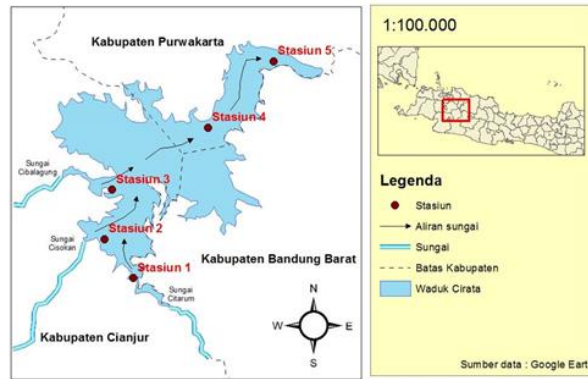 Kabupaten Purwakarta
Stasiun 5
Stasiun 4
Sungai
Cibalagung
Stasiun 3
Sungai
Cisokan
Stasiun 2
Kabupaten Bandung Barat
Stasiun 1
Sungai
Citarum
Kabupaten Cianjur
N
W
E
S
1:100.000
Legenda
Stasiun
Aliran sungai
Sungai
Batas Kabupaten
Waduk Cirata
Sumber data : Google Eart